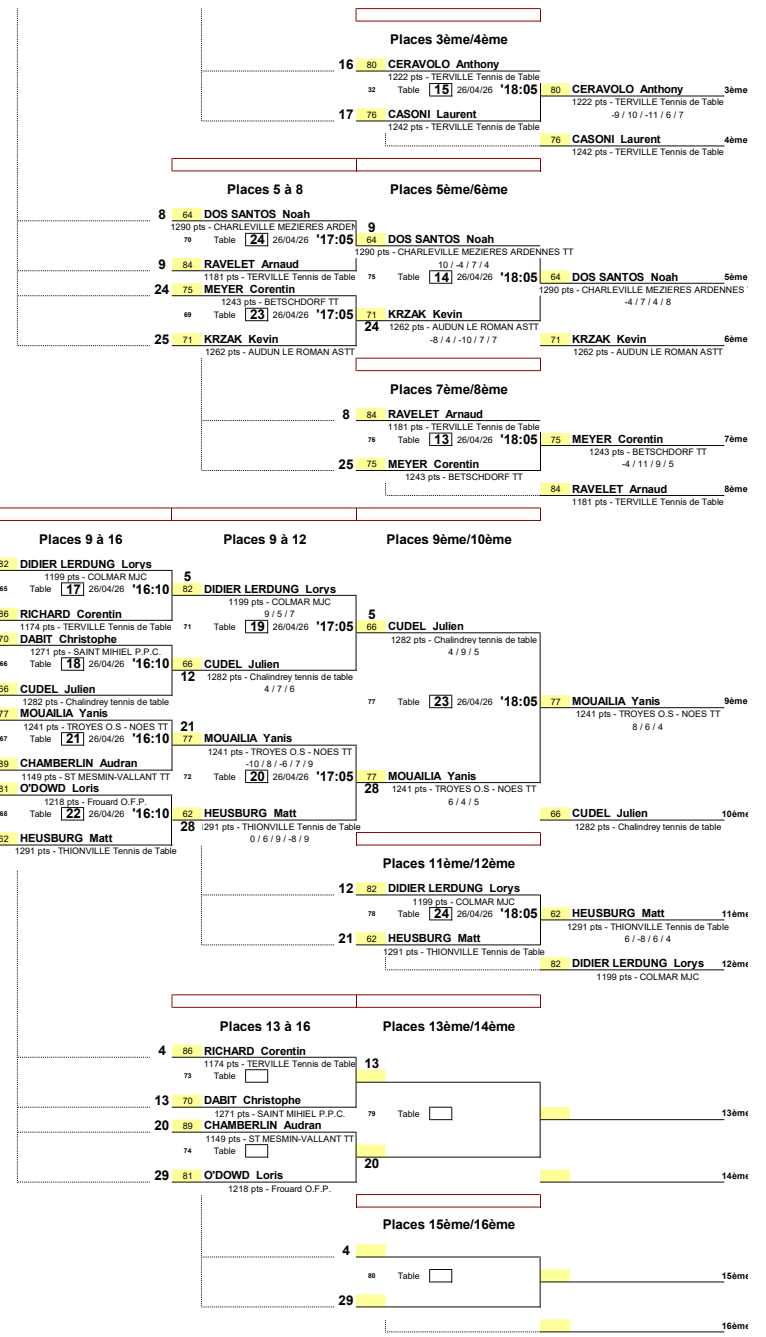 Places 3ème/4ème
16 80 CERAVOLO Anthony
1222 pts - TERVILLE Tennis de Table
32 Table 15 26/04/26 '18:05 80 CERAVOLO Anthony 3ème
1222 pts - TERVILLE Tennis de Table
17 76 CASONI Laurent -9 / 10 / -11 / 6 / 7
1242 pts - TERVILLE Tennis de Table
76 CASONI Laurent 4ème
1242 pts - TERVILLE Tennis de Table
Places 5 à 8 Places 5ème/6ème
8 64 DOS SANTOS Noah
1290 pts - CHARLEVILLE MEZIERES ARDEN 9
70 Table 24 26/04/26 '17:05 64 DOS SANTOS Noah
1290 pts - CHARLEVILLE MEZIERES ARDENNES TT
9 84 RAVELET Arnaud 10 / -4 / 7 / 4
1181 pts - TERVILLE Tennis de Table 75 Table 14 26/04/26 '18:05 64 DOS SANTOS Noah 5ème
24 75 MEYER Corentin 1290 pts - CHARLEVILLE MEZIERES ARDENNES
1243 pts - BETSCHDORF TT -4 / 7 / 4 / 8
69 Table 23 26/04/26 '17:05 71 KRZAK Kevin
24 1262 pts - AUDUN LE ROMAN ASTT
25 71 KRZAK Kevin -8 / 4 / -10 / 7 / 7 71 KRZAK Kevin 6ème
1262 pts - AUDUN LE ROMAN ASTT 1262 pts - AUDUN LE ROMAN ASTT
Places 7ème/8ème
8 84 RAVELET Arnaud
1181 pts - TERVILLE Tennis de Table
76 Table 13 26/04/26 '18:05 75 MEYER Corentin 7ème
1243 pts - BETSCHDORF TT
25 75 MEYER Corentin -4 / 11 / 9 / 5
1243 pts - BETSCHDORF TT
84 RAVELET Arnaud 8ème
1181 pts - TERVILLE Tennis de Table
Places 9 à 16 Places 9 à 12 Places 9ème/10ème
82 DIDIER LERDUNG Lorys
1199 pts - COLMAR MJC 5
65 Table 17 26/04/26 '16:10 82 DIDIER LERDUNG Lorys
1199 pts - COLMAR MJC
86 RICHARD Corentin 9 / 5 / 7 5
1174 pts - TERVILLE Tennis de Table 71 Table 19 26/04/26 '17:05 66 CUDEL Julien
70 DABIT Christophe 1282 pts - Chalindrey tennis de table
1271 pts - SAINT MIHIEL P.P.C. 4 / 9 / 5
66 Table 18 26/04/26 '16:10 66 CUDEL Julien
12 1282 pts - Chalindrey tennis de table
66 CUDEL Julien 4 / 7 / 6
1282 pts - Chalindrey tennis de table 77 Table 23 26/04/26 '18:05 77 MOUAILIA Yanis 9ème
77 MOUAILIA Yanis 1241 pts - TROYES O.S - NOES TT
1241 pts - TROYES O.S - NOES TT 21 8 / 6 / 4
67 Table 21 26/04/26 '16:10 77 MOUAILIA Yanis
1241 pts - TROYES O.S - NOES TT
89 CHAMBERLIN Audran -10 / 8 / -6 / 7 / 9
1149 pts - ST MESMIN-VALLANT TT 72 Table 20 26/04/26 '17:05 77 MOUAILIA Yanis
81 O'DOWD Loris 28 1241 pts - TROYES O.S - NOES TT
1218 pts - Frouard O.F.P. 6 / 4 / 5
68 Table 22 26/04/26 '16:10 62 HEUSBURG Matt 66 CUDEL Julien 10ème
28 1291 pts - THIONVILLE Tennis de Table 1282 pts - Chalindrey tennis de table
62 HEUSBURG Matt 0 / 6 / 9 / -8 / 9
1291 pts - THIONVILLE Tennis de Table
Places 11ème/12ème
12 82 DIDIER LERDUNG Lorys
1199 pts - COLMAR MJC
78 Table 24 26/04/26 '18:05 62 HEUSBURG Matt 11ème
1291 pts - THIONVILLE Tennis de Table
21 62 HEUSBURG Matt 6 / -8 / 6 / 4
1291 pts - THIONVILLE Tennis de Table
82 DIDIER LERDUNG Lorys 12ème
1199 pts - COLMAR MJC
Places 13 à 16 Places 13ème/14ème
4 86 RICHARD Corentin
1174 pts - TERVILLE Tennis de Table 13
73 Table
13 70 DABIT Christophe
1271 pts - SAINT MIHIEL P.P.C. 79 Table 13ème
20 89 CHAMBERLIN Audran
1149 pts - ST MESMIN-VALLANT TT
74 Table
20
29 81 O'DOWD Loris 14ème
1218 pts - Frouard O.F.P.
Places 15ème/16ème
4
80 Table 15ème
29
16ème